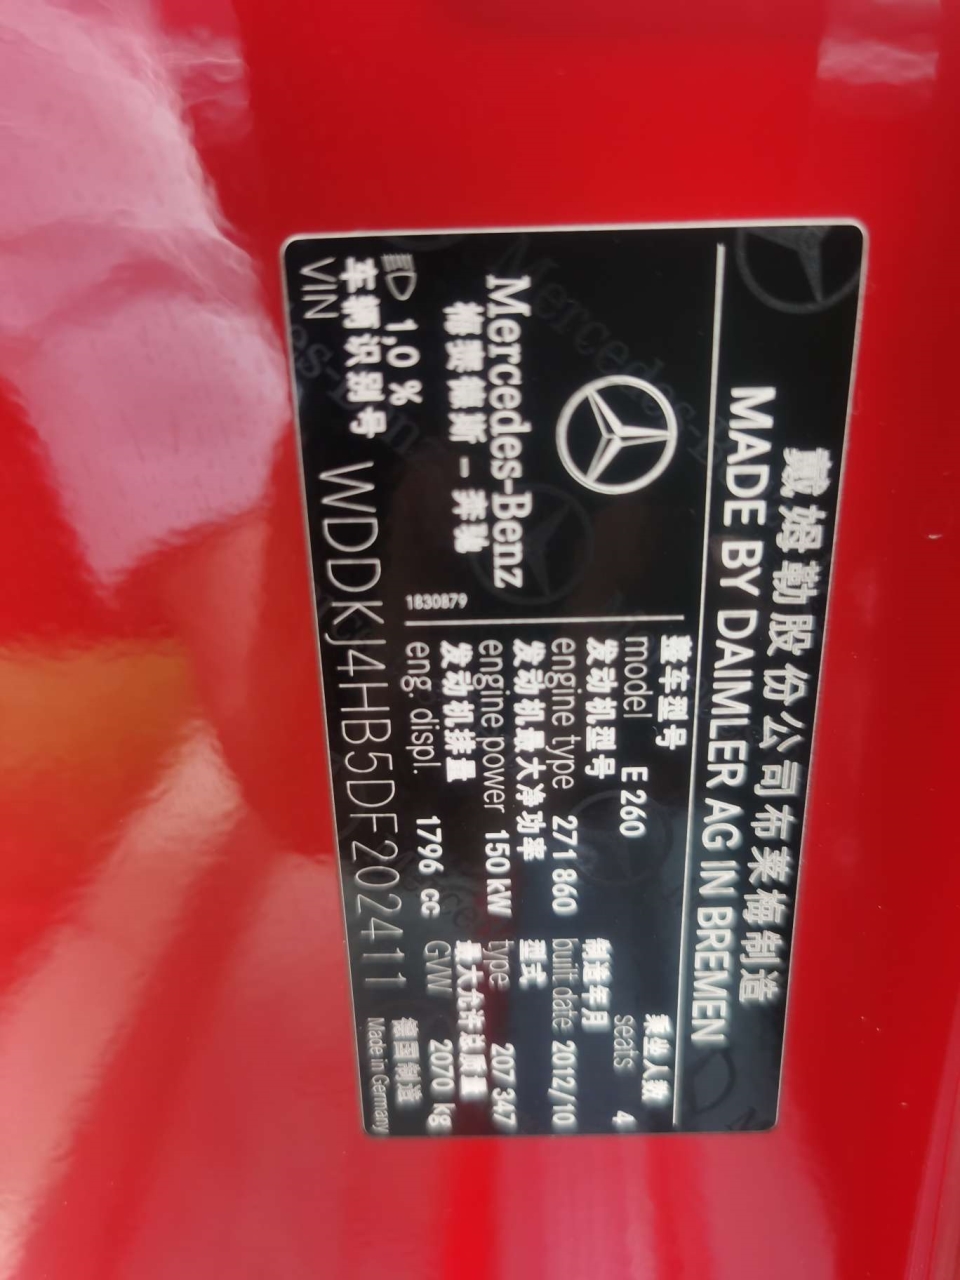 戴姆勒股份公司布莱梅制造
MADE BY DAIMLER AG IN BREMEN
Mercedes-Benz
梅赛德斯-奔驰
1,0 %
1830879
整车型号
model E 260
乘坐人数
seats 4
发动机型号
engine type 271 860
制造年月
built date 2012/10
发动机最大净功率
engine power 150 kW
型式
type 207 347
发动机排量
eng. displ. 1796 cc
最大允许总质量
GVW 2070 kg
车辆识别号
VIN WDDKJ4HB5DF202411
德国制造
Made in Germany